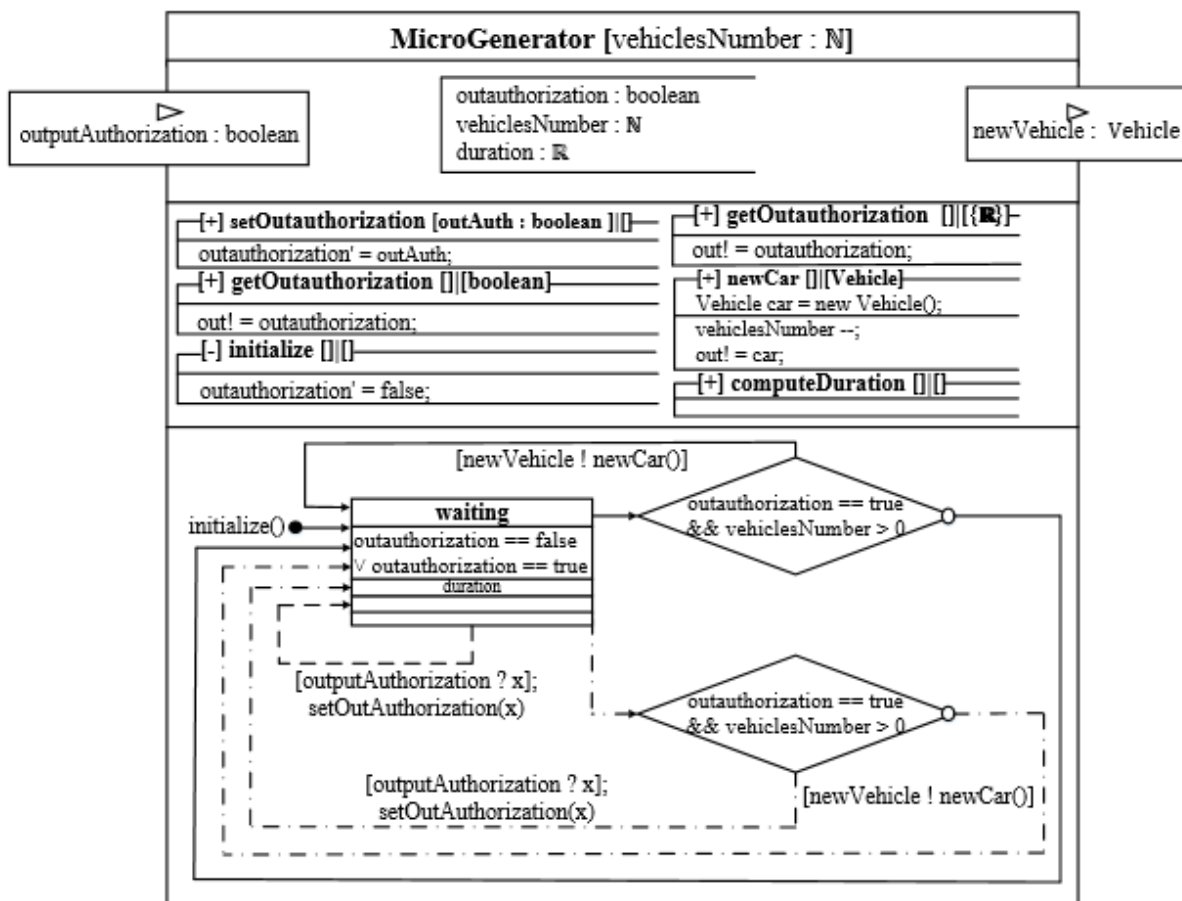 MicroGenerator [vehiclesNumber : ℕ]
outputAuthorization : boolean
outauthorization : boolean
vehiclesNumber : ℕ
duration : ℝ
newVehicle : Vehicle
[+] setOutauthorization [outAuth : boolean ]|[]
outauthorization' = outAuth;
[+] getOutauthorization []|[boolean]
out! = outauthorization;
[-] initialize []|[]
outauthorization' = false;
[+] getOutauthorization []|[{ℝ}]
out! = outauthorization;
[+] newCar []|[Vehicle]
Vehicle car = new Vehicle();
vehiclesNumber --;
out! = car;
[+] computeDuration []|[]
[newVehicle ! newCar()]
initialize()
waiting
outauthorization == false
∨ outauthorization == true
duration
outauthorization == true
&& vehiclesNumber > 0
[outputAuthorization ? x];
setOutAuthorization(x)
outauthorization == true
&& vehiclesNumber > 0
[outputAuthorization ? x];
setOutAuthorization(x)
[newVehicle ! newCar()]